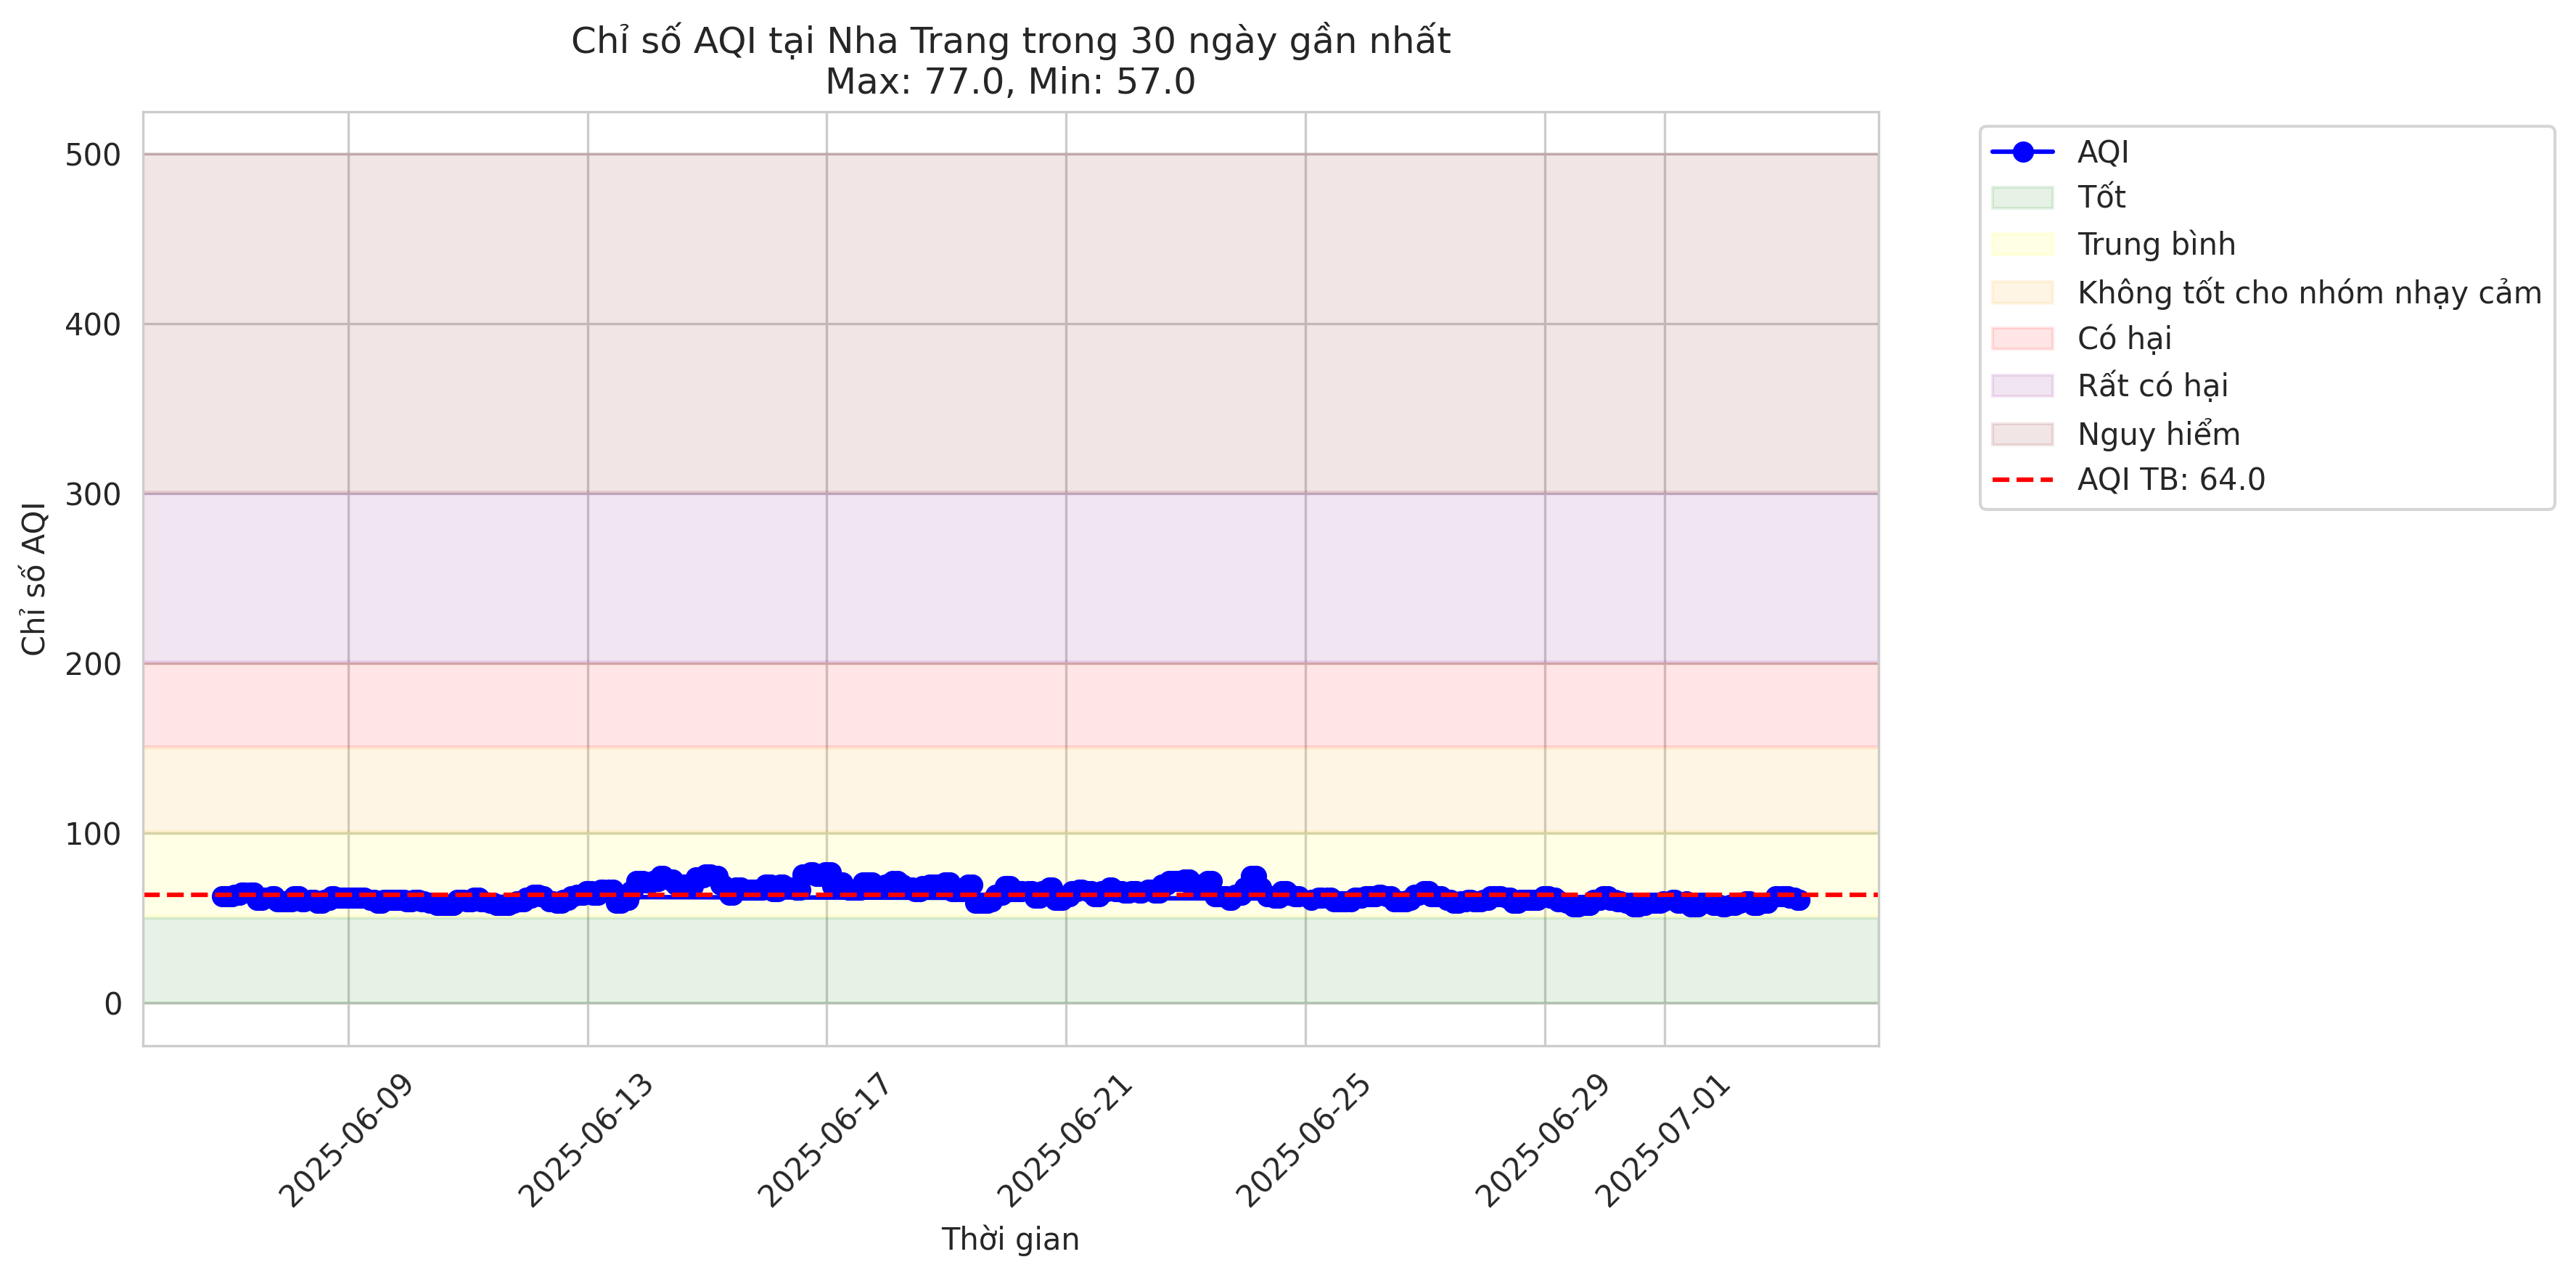 Chỉ số AQI tại Nha Trang trong 30 ngày gần nhất
Max: 77.0, Min: 57.0
Chỉ số AQI
500
400
300
200
100
0
2025-06-09
2025-06-13
2025-06-17
2025-06-21
2025-06-25
2025-06-29
2025-07-01
Thời gian
AQI
Tốt
Trung bình
Không tốt cho nhóm nhạy cảm
Có hại
Rất có hại
Nguy hiểm
AQI TB: 64.0